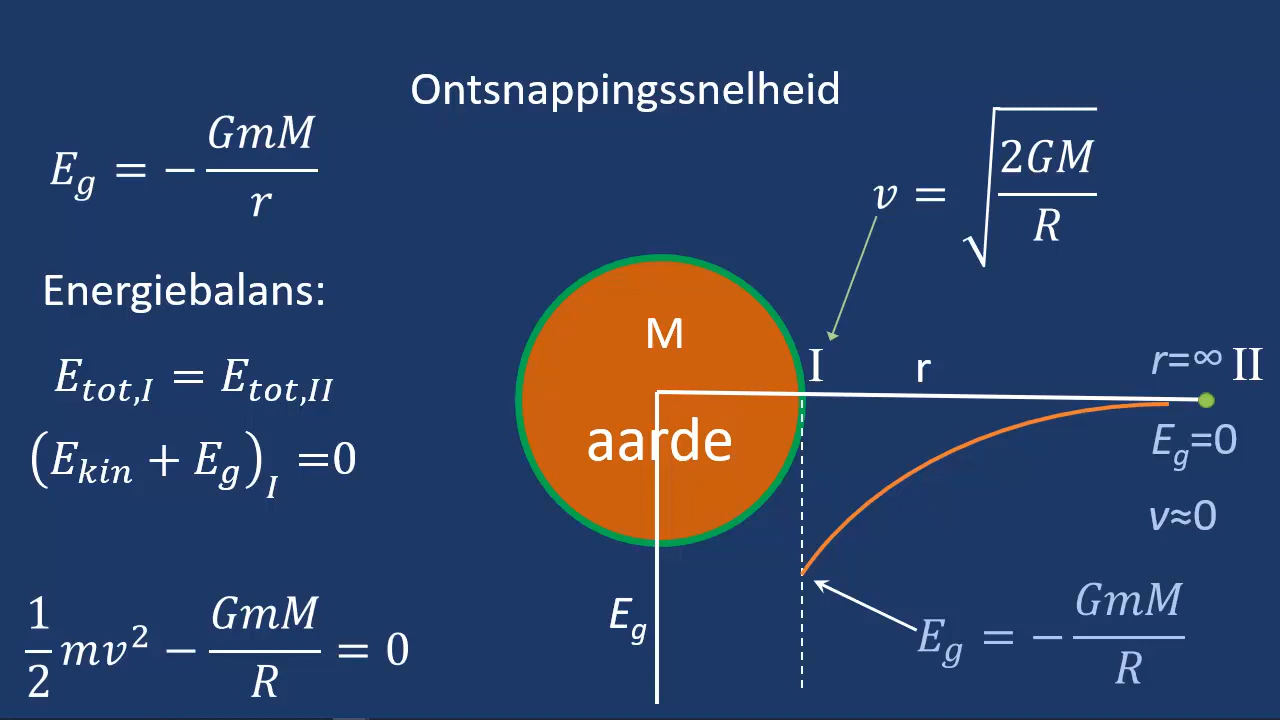 Ontsnappingssnelheid
E_g = − GmM / r
v = √(2GM / R)
Energiebalans:
E_tot,I = E_tot,II
(E_kin + E_g)_I =0
½ mv² − GmM / R = 0
M
aarde
I
r
r=∞ II
E_g=0
v≈0
E_g
E_g = − GmM / R